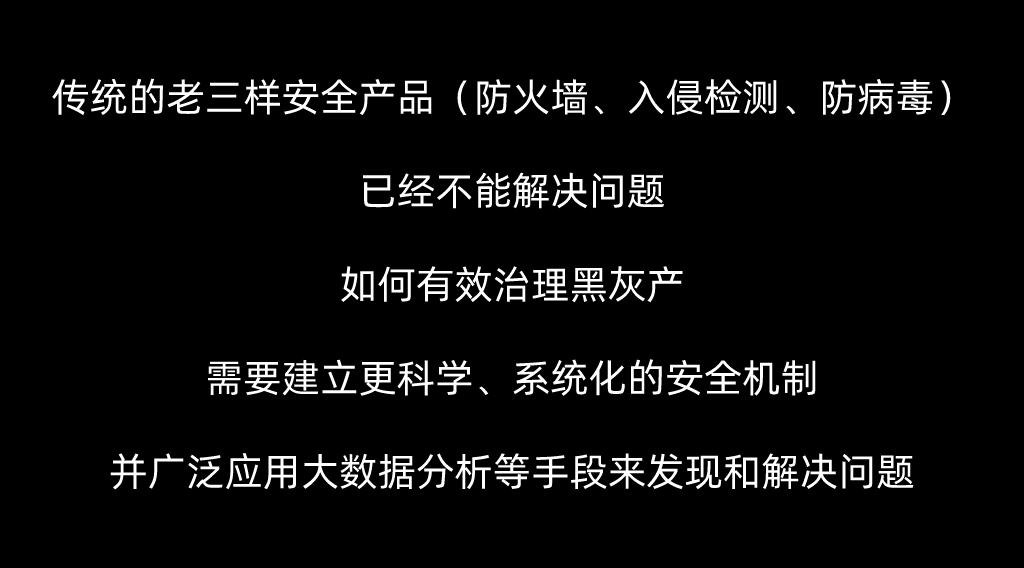 传统的老三样安全产品（防火墙、入侵检测、防病毒）
已经不能解决问题
如何有效治理黑灰产
需要建立更科学、系统化的安全机制
并广泛应用大数据分析等手段来发现和解决问题